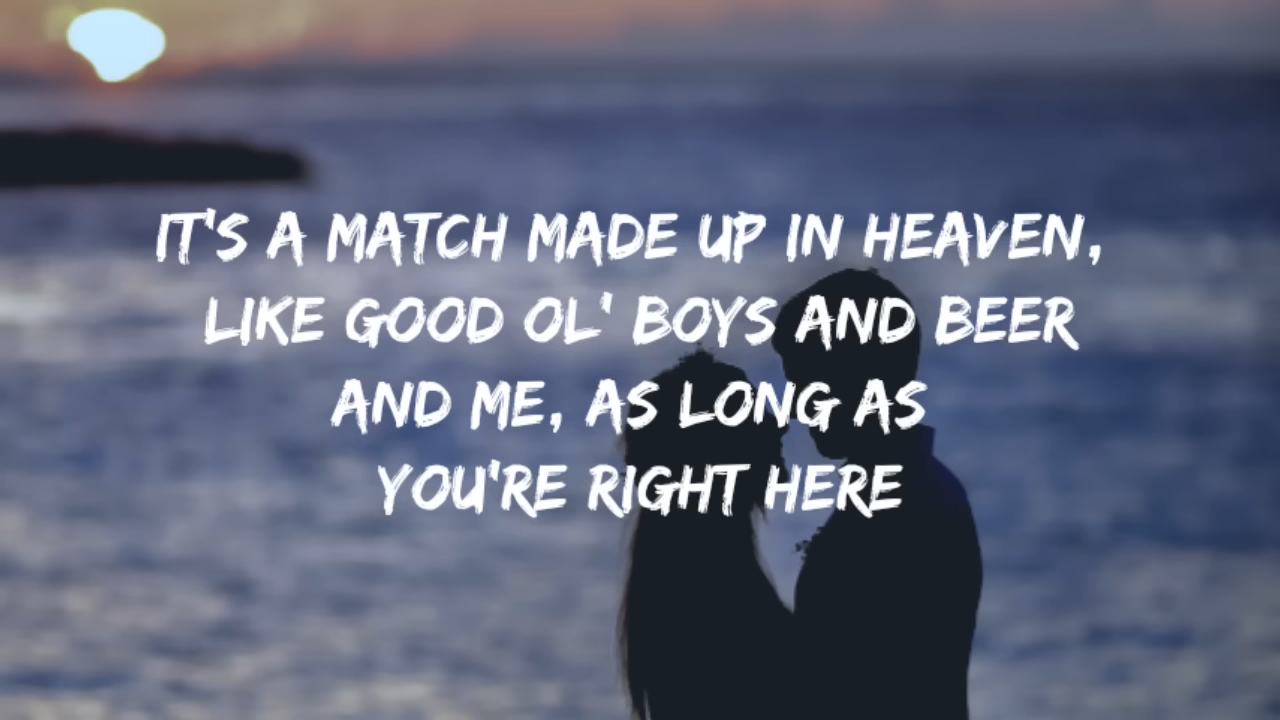 IT'S A MATCH MADE UP IN HEAVEN,
LIKE GOOD OL' BOYS AND BEER
AND ME, AS LONG AS
YOU'RE RIGHT HERE